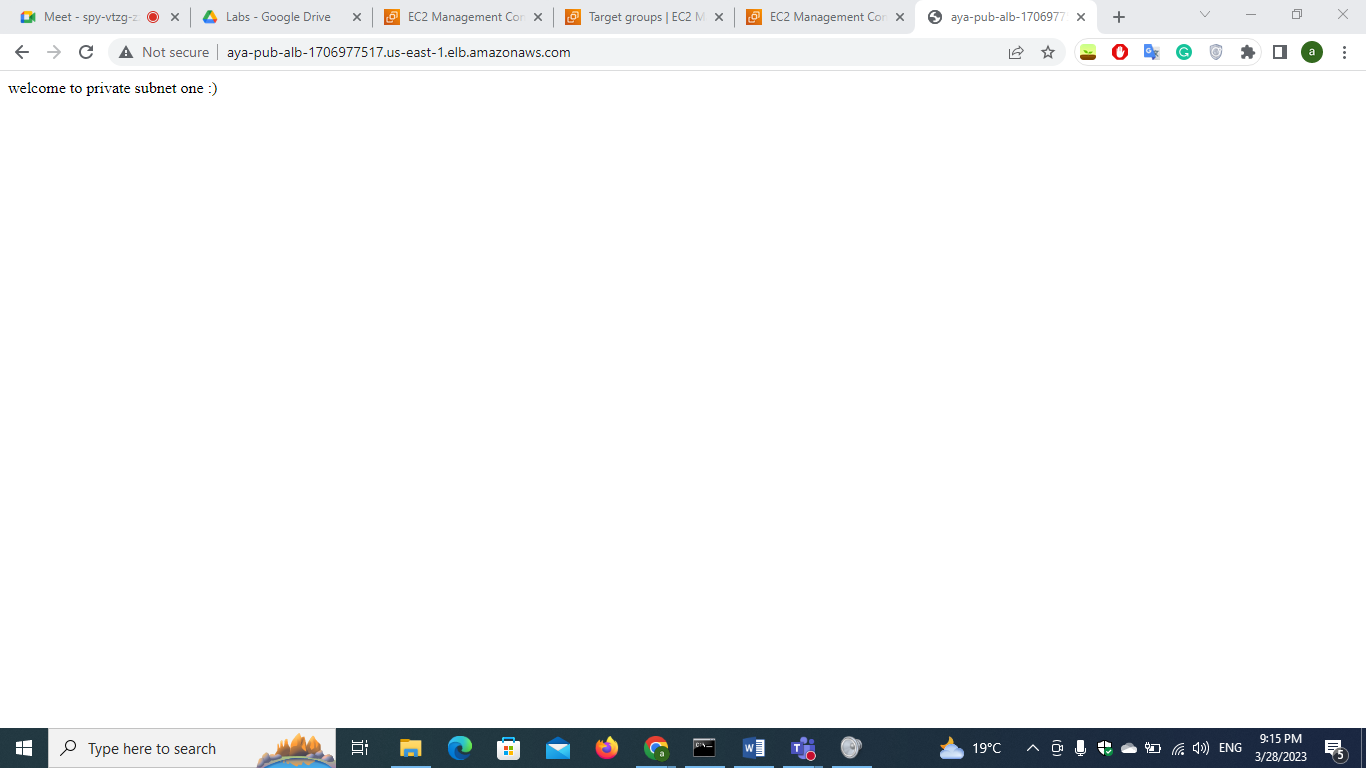 Meet - spy-vtzg-z
Labs - Google Drive
EC2 Management Con
Target groups | EC2 M
EC2 Management Con
aya-pub-alb-1706977
Not secure
aya-pub-alb-1706977517.us-east-1.elb.amazonaws.com
a
welcome to private subnet one :)
Type here to search
a
19°C
ENG
9:15 PM
3/28/2023
5